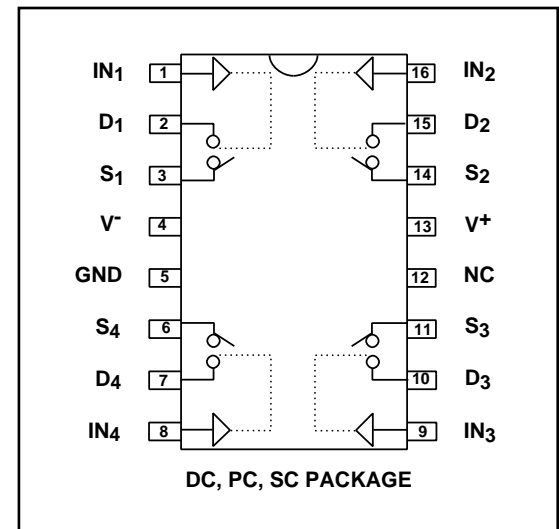 IN1 1 16 IN2
D1 2 15 D2
S1 3 14 S2
V- 4 13 V+
GND 5 12 NC
S4 6 11 S3
D4 7 10 D3
IN4 8 9 IN3
DC, PC, SC PACKAGE